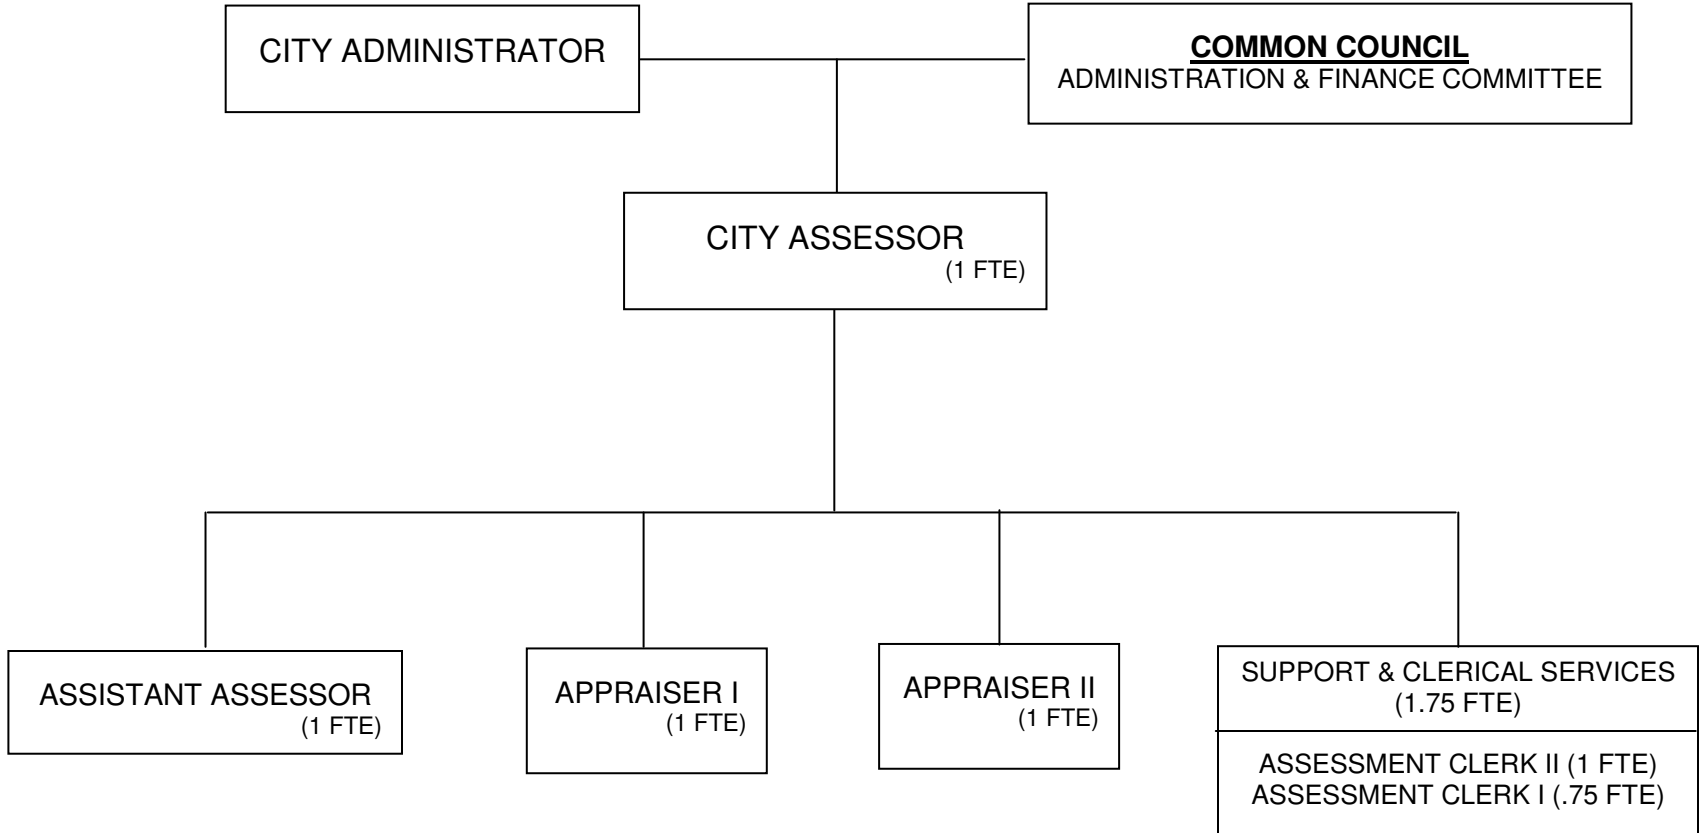 CITY ADMINISTRATOR
COMMON COUNCIL
ADMINISTRATION & FINANCE COMMITTEE
CITY ASSESSOR
(1 FTE)
ASSISTANT ASSESSOR
(1 FTE)
APPRAISER I
(1 FTE)
APPRAISER II
(1 FTE)
SUPPORT & CLERICAL SERVICES
(1.75 FTE)
ASSESSMENT CLERK II (1 FTE)
ASSESSMENT CLERK I (.75 FTE)